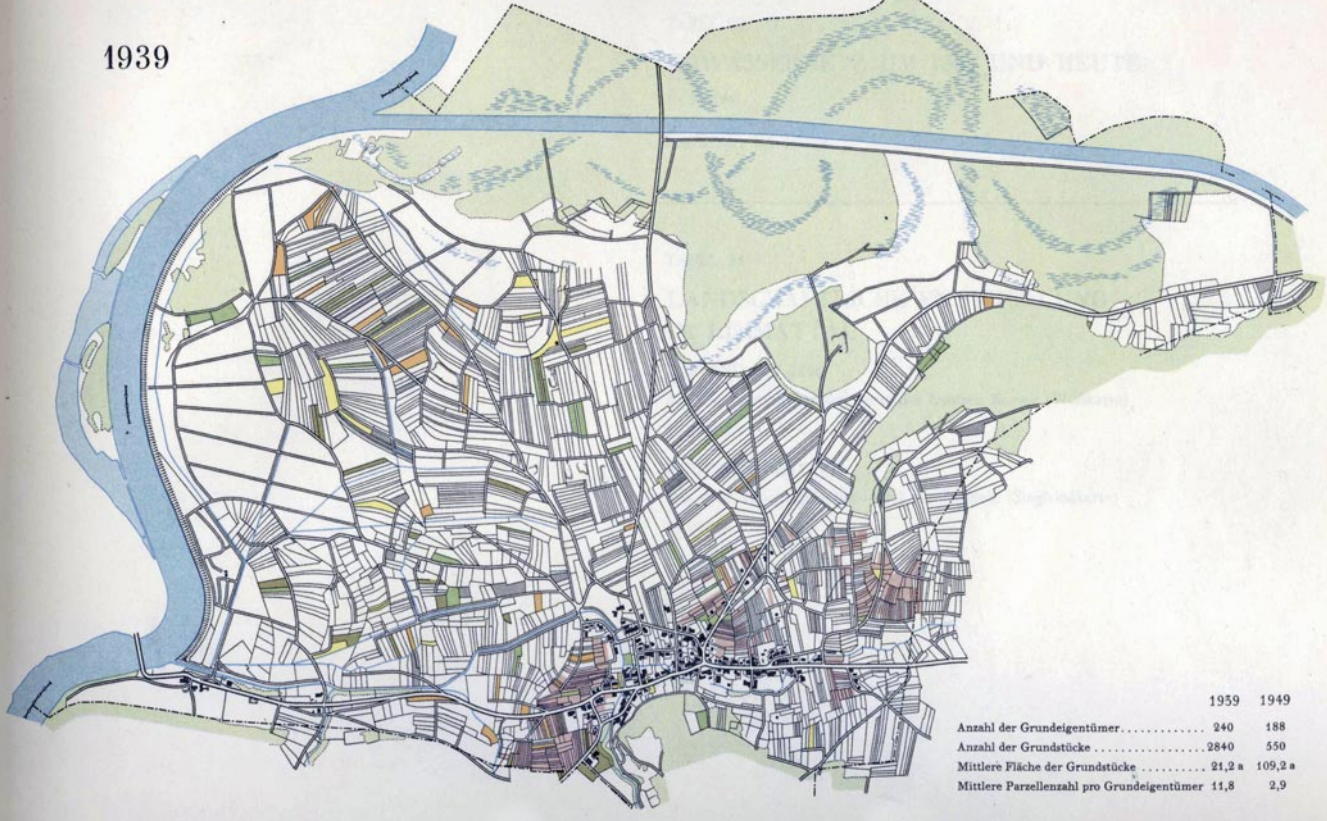 1939
1939 1949
Anzahl der Grundeigentümer............. 240 188
Anzahl der Grundstücke ................ 2840 550
Mittlere Fläche der Grundstücke ......... 21,2 a 109,2 a
Mittlere Parzellenzahl pro Grundeigentümer 11,8 2,9